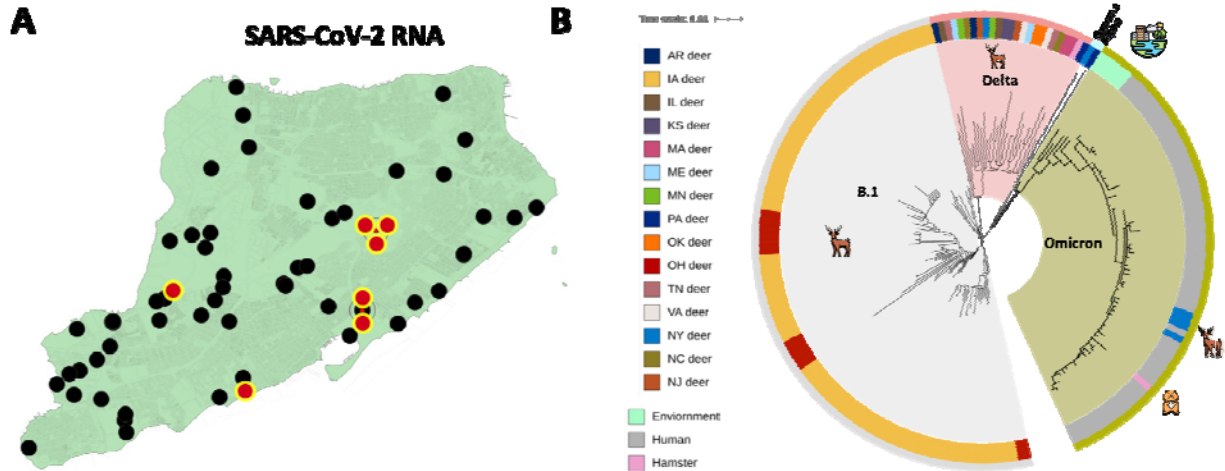 A
SARS-CoV-2 RNA
B
AR deer
IA deer
IL deer
KS deer
MA deer
ME deer
MN deer
PA deer
OK deer
OH deer
TN deer
VA deer
NY deer
NC deer
NJ deer
Enviornment
Human
Hamster
Delta
B.1
Omicron